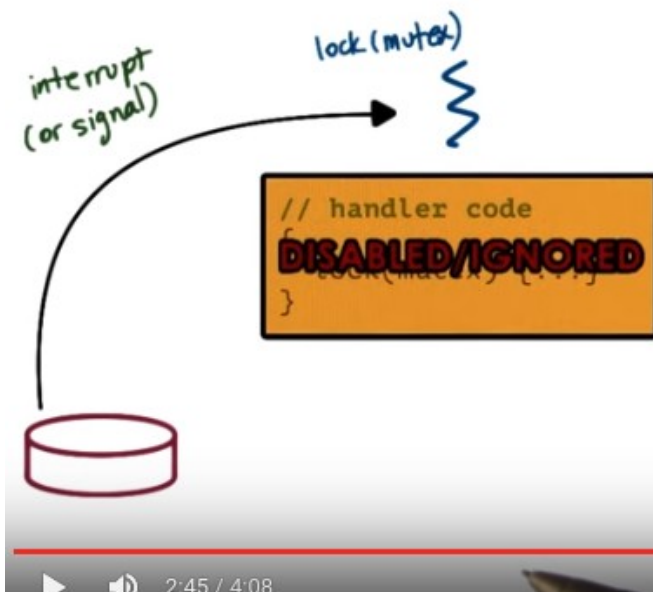 interrupt
(or signal)
lock (mutex)
// handler code
{
DISABLED/IGNORED
}
2:45 / 4:08